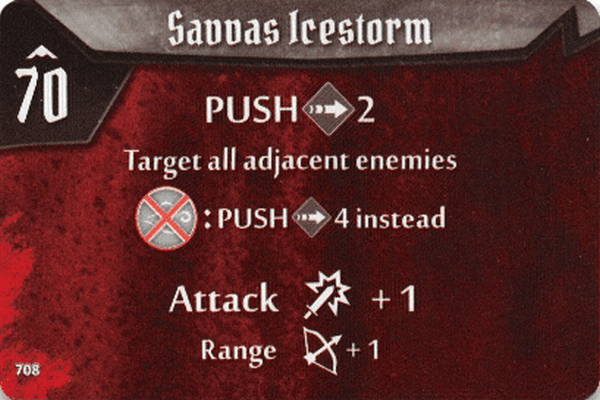 Savvas Icestorm
70
PUSH 2
Target all adjacent enemies
: PUSH 4 instead
Attack + 1
Range + 1
708